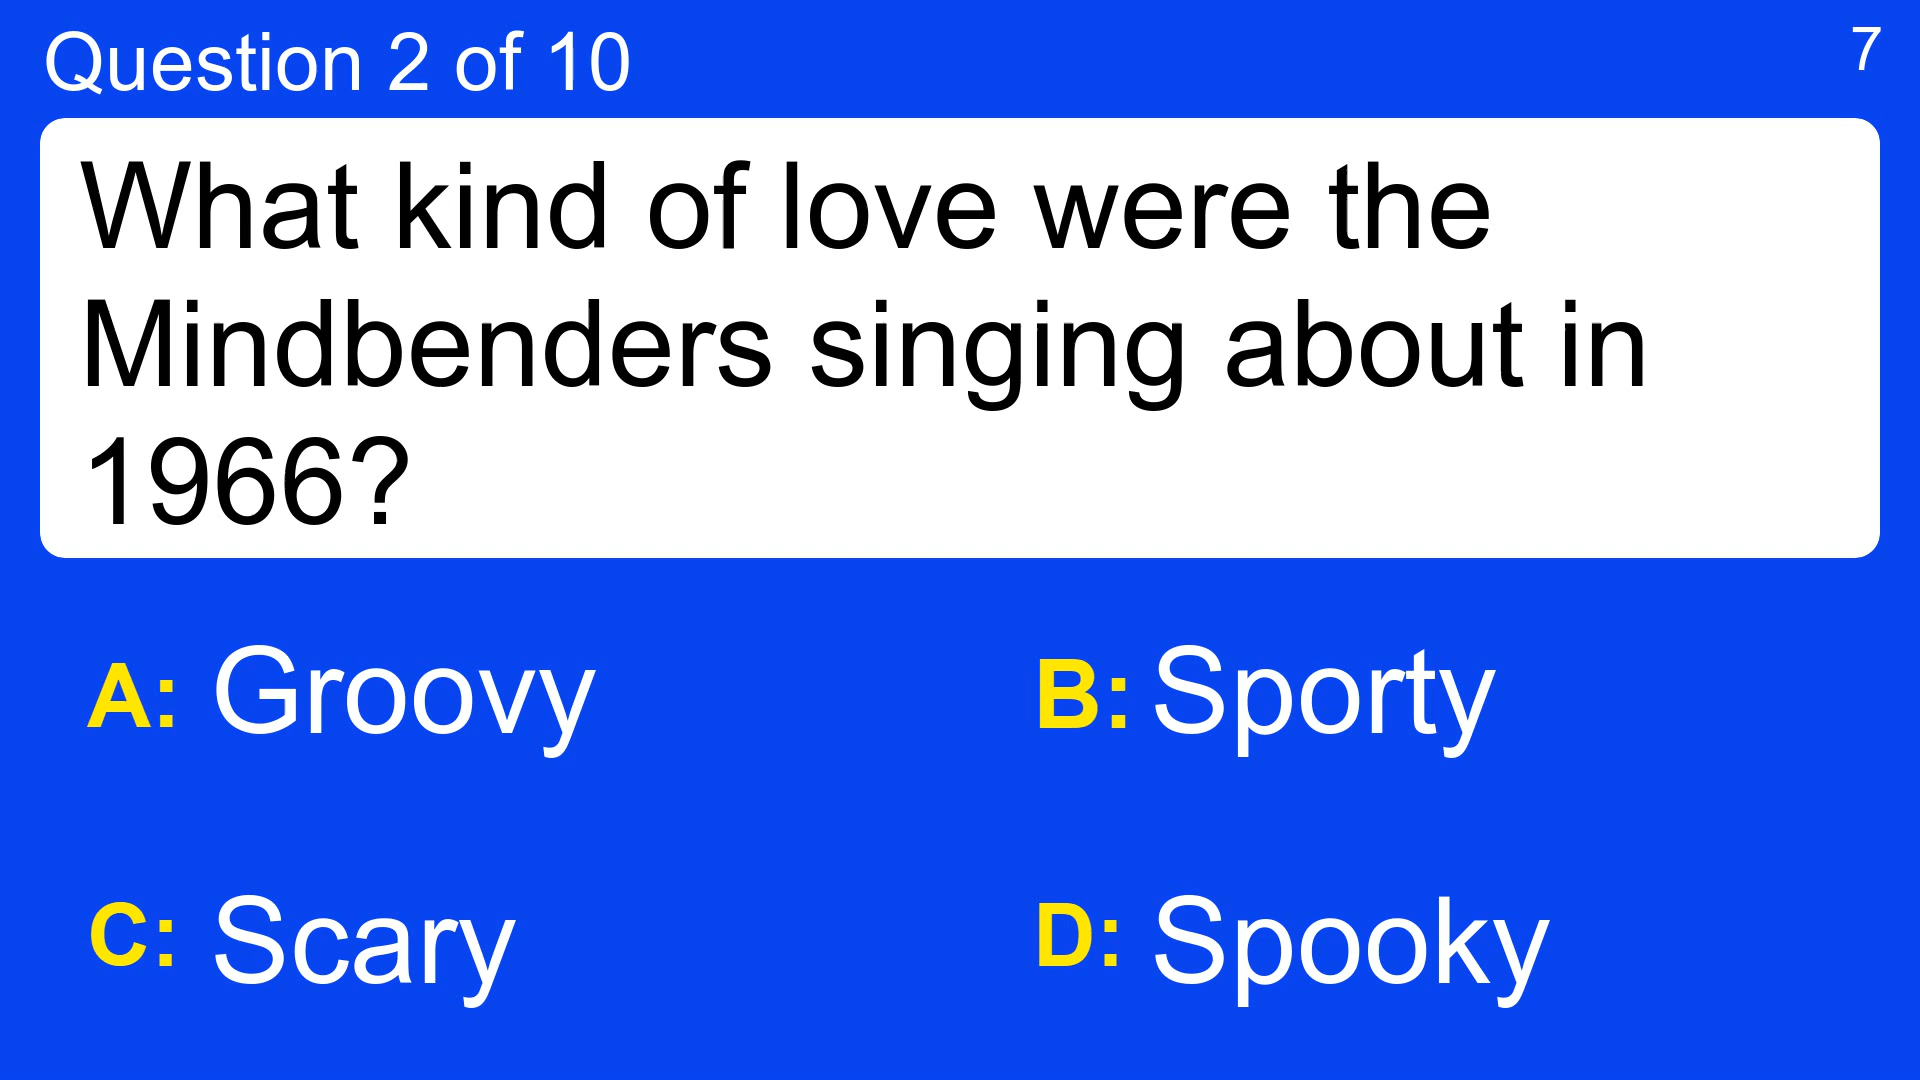 Question 2 of 10
7
What kind of love were the
Mindbenders singing about in
1966?
A: Groovy
B: Sporty
C: Scary
D: Spooky